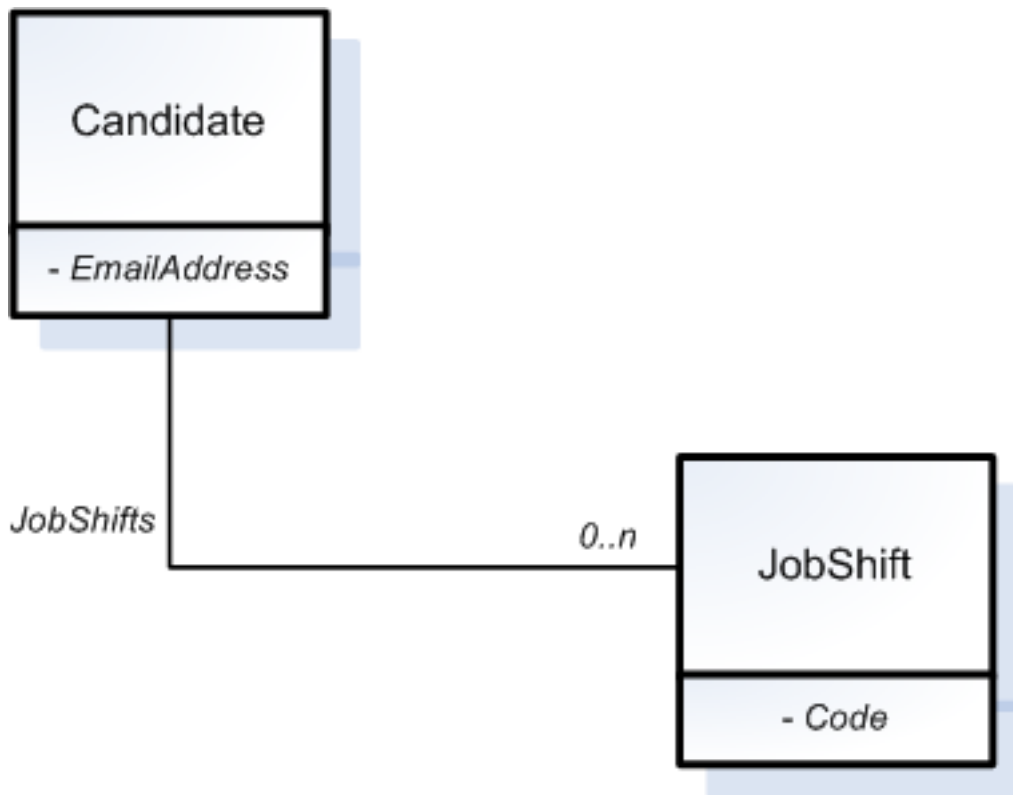 Candidate
- EmailAddress
JobShifts
0..n
JobShift
- Code